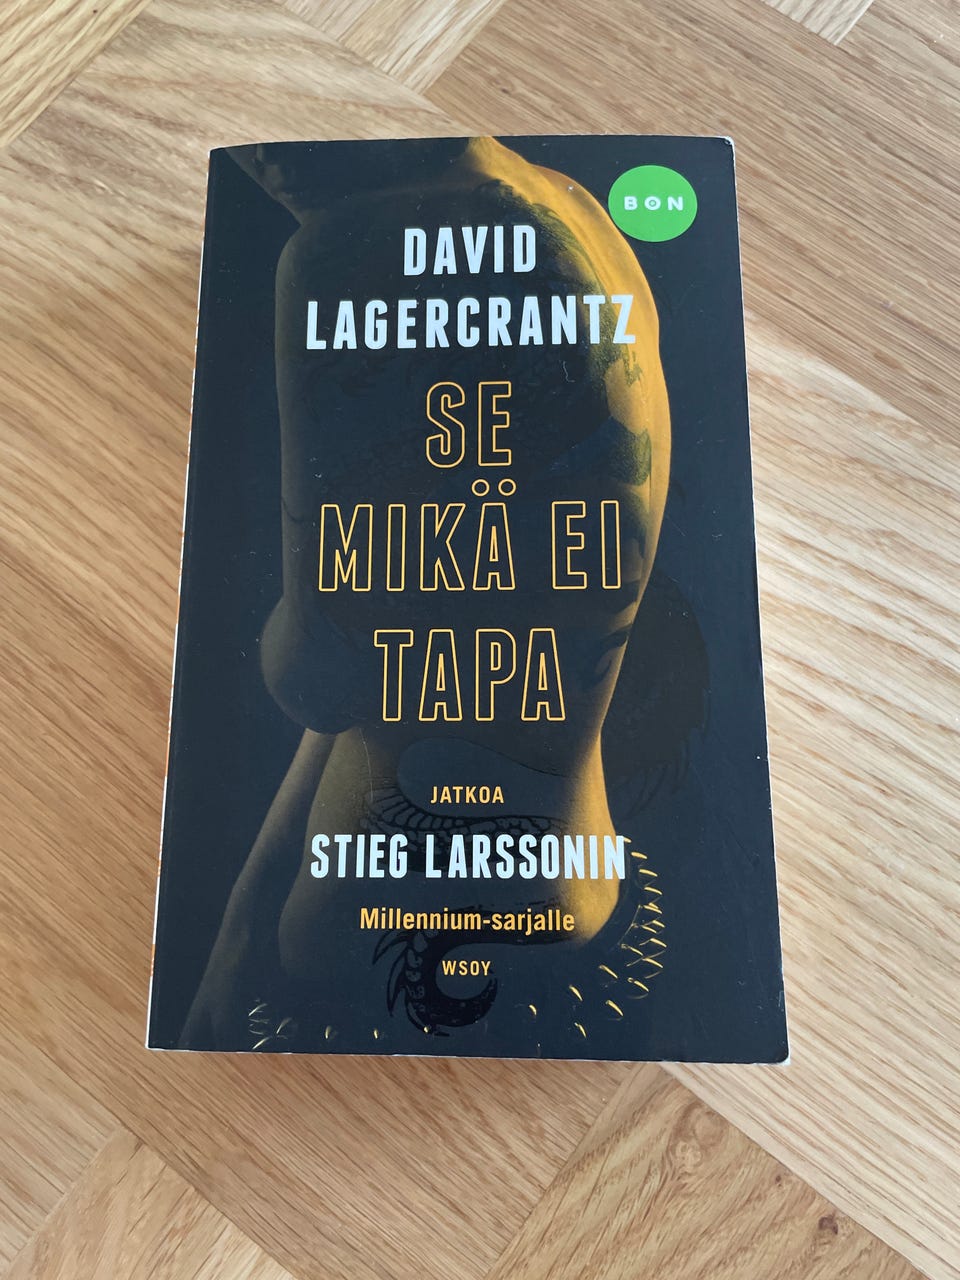 BON
DAVID
LAGERCRANTZ
SE
MIKÄ EI
TAPA
JATKOA
STIEG LARSSONIN
Millennium-sarjalle
WSOY